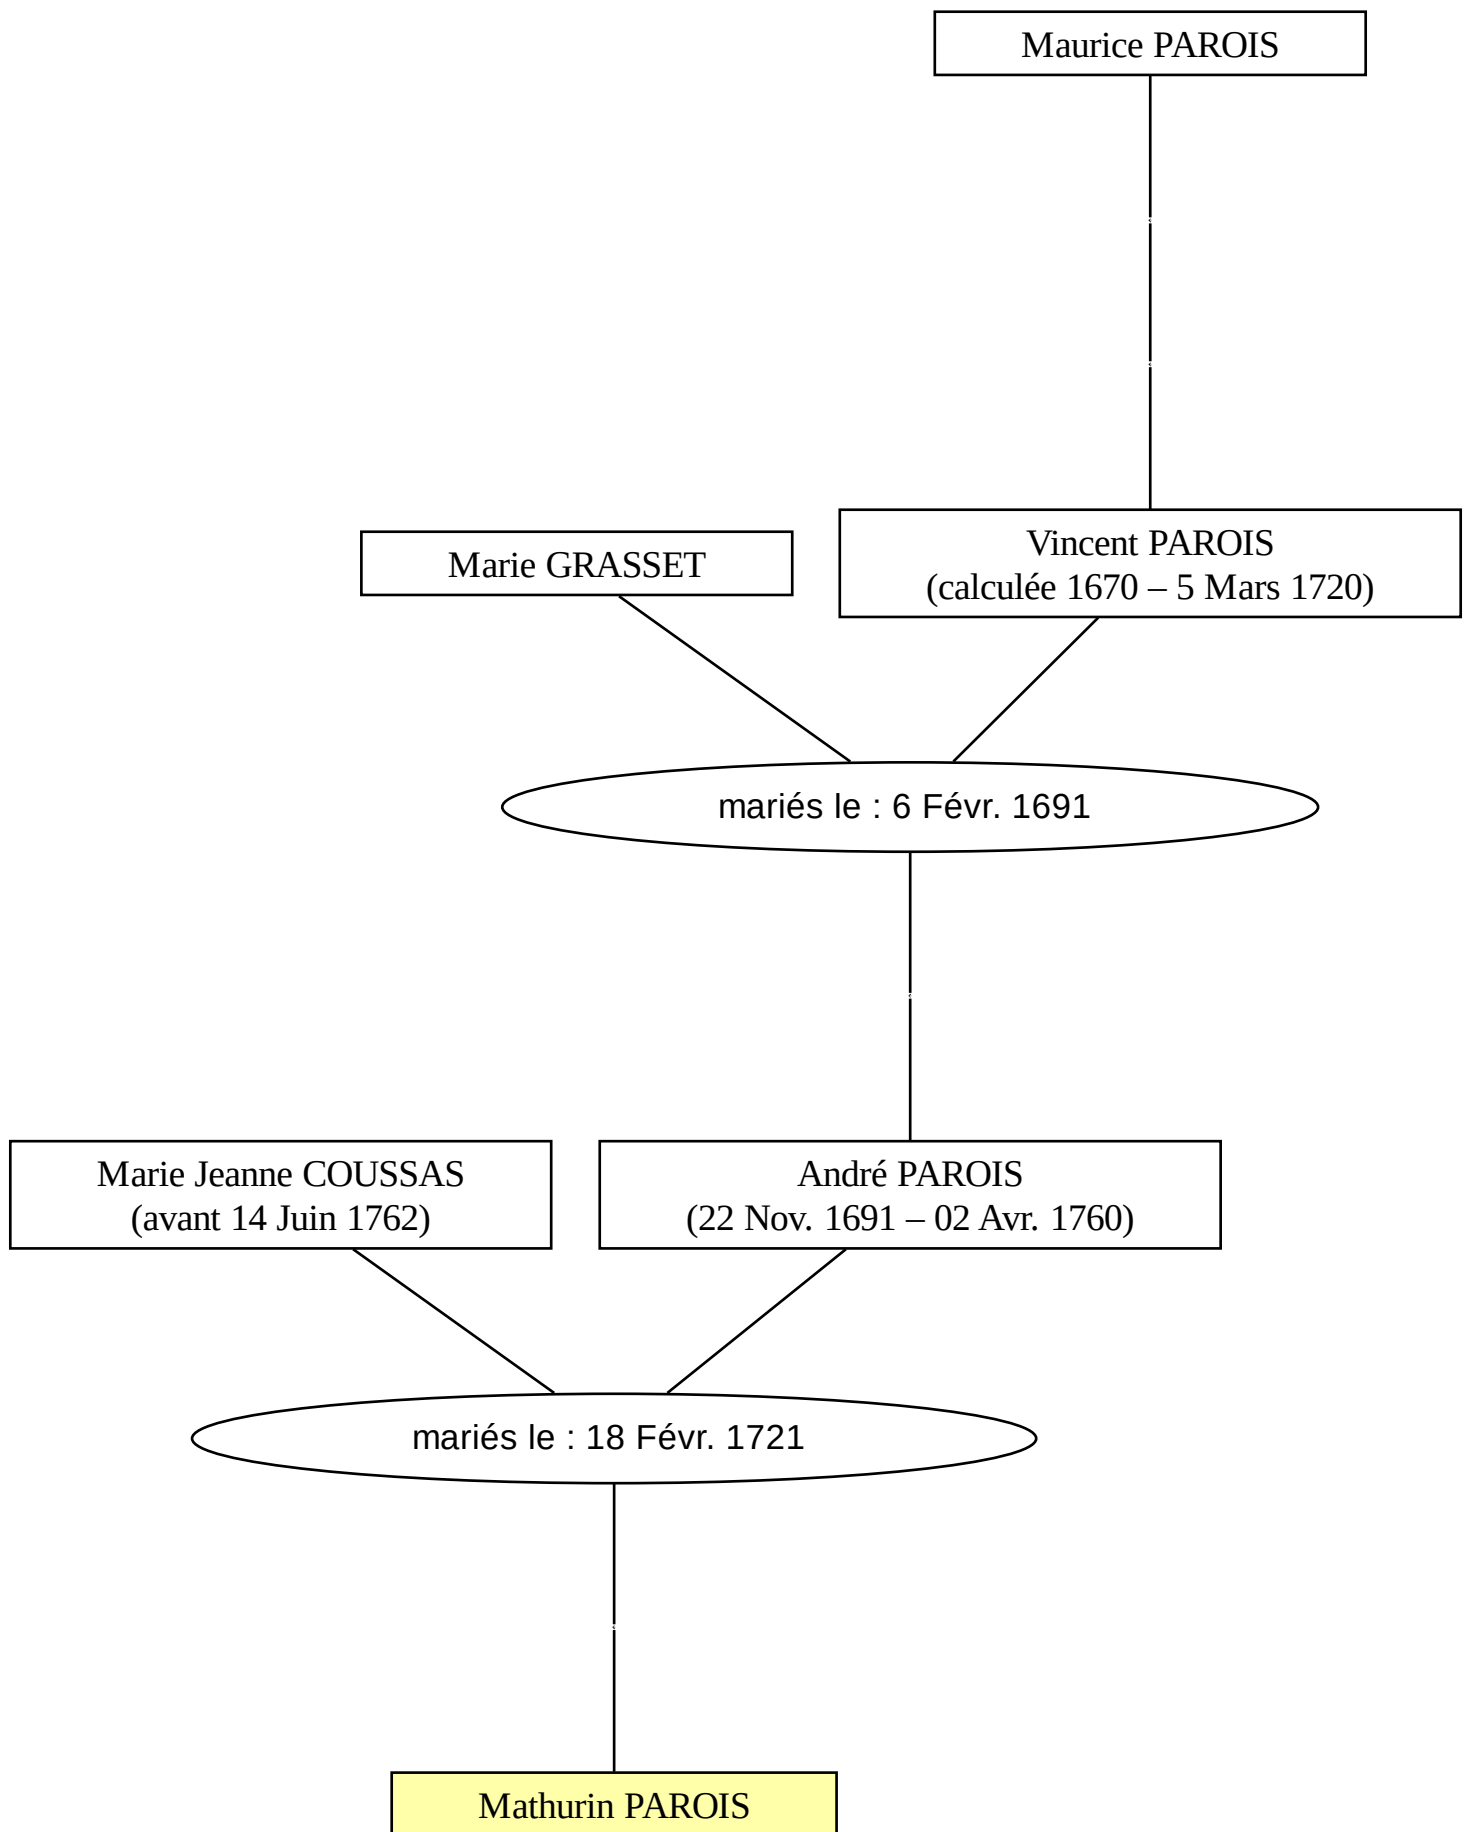 Maurice PAROIS
Marie GRASSET
Vincent PAROIS
(calculée 1670 – 5 Mars 1720)
mariés le : 6 Févr. 1691
Marie Jeanne COUSSAS
(avant 14 Juin 1762)
André PAROIS
(22 Nov. 1691 – 02 Avr. 1760)
mariés le : 18 Févr. 1721
Mathurin PAROIS